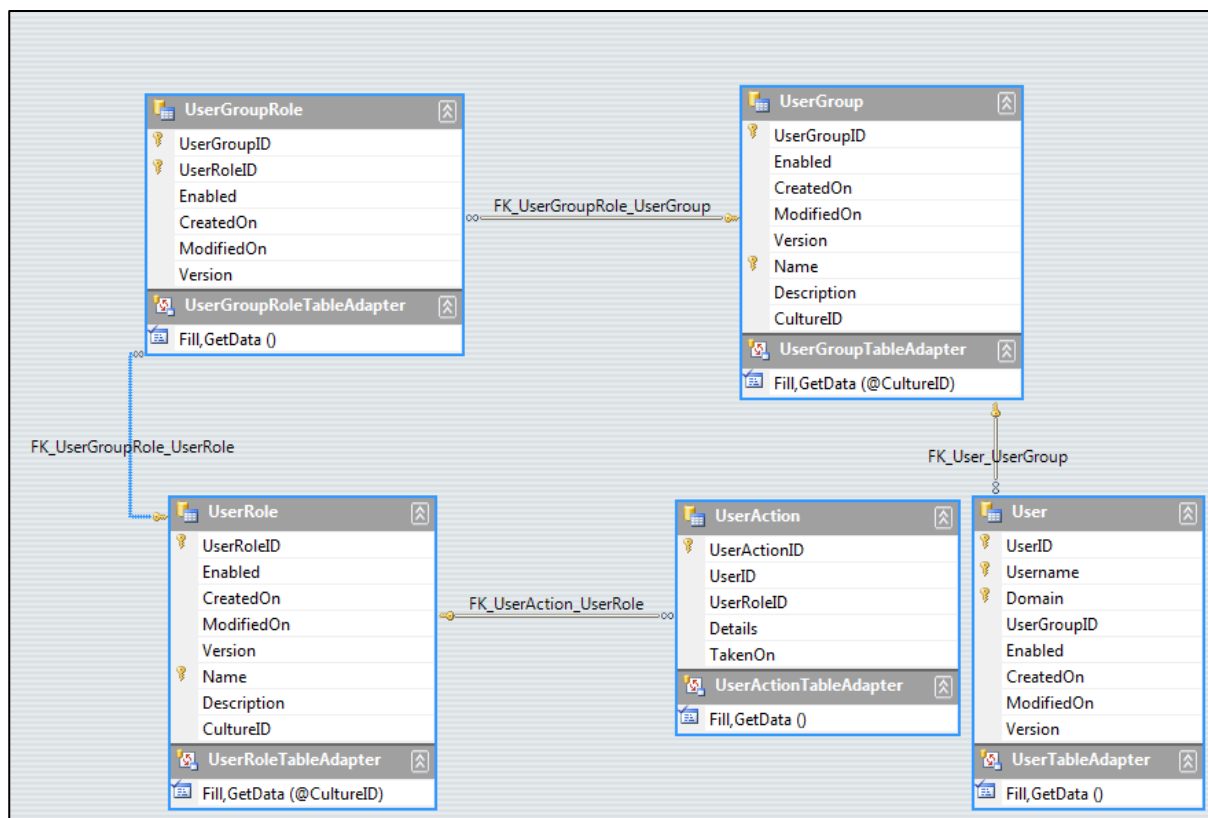 UserGroupRole
UserGroupID
UserRoleID
Enabled
CreatedOn
ModifiedOn
Version
UserGroupRoleTableAdapter
Fill,GetData ()
FK_UserGroupRole_UserGroup
UserGroup
UserGroupID
Enabled
CreatedOn
ModifiedOn
Version
Name
Description
CultureID
UserGroupTableAdapter
Fill,GetData (@CultureID)
FK_UserGroupRole_UserRole
FK_User_UserGroup
UserRole
UserRoleID
Enabled
CreatedOn
ModifiedOn
Version
Name
Description
CultureID
UserRoleTableAdapter
Fill,GetData (@CultureID)
FK_UserAction_UserRole
UserAction
UserActionID
UserID
UserRoleID
Details
TakenOn
UserActionTableAdapter
Fill,GetData ()
User
UserID
Username
Domain
UserGroupID
Enabled
CreatedOn
ModifiedOn
Version
UserTableAdapter
Fill,GetData ()